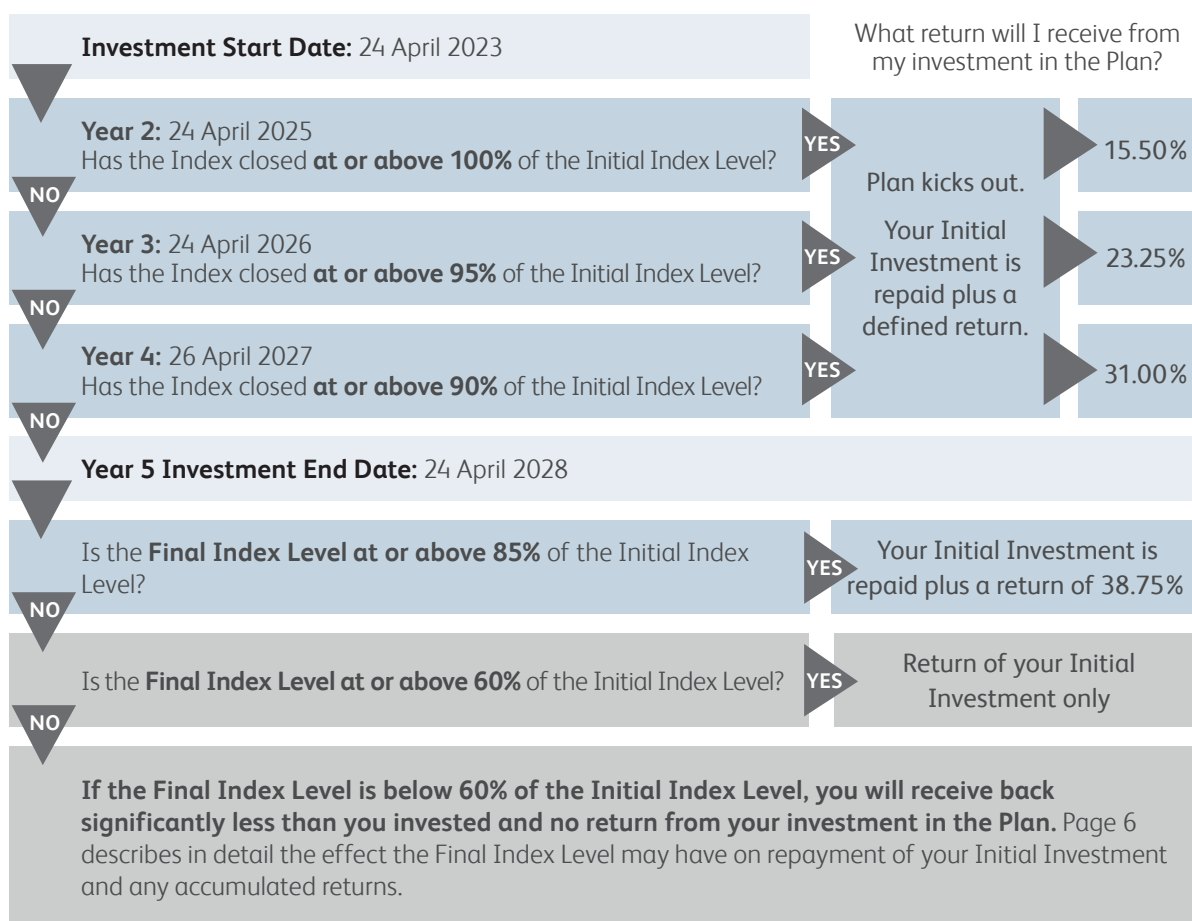 Investment Start Date: 24 April 2023
What return will I receive from
my investment in the Plan?
Year 2: 24 April 2025
Has the Index closed at or above 100% of the Initial Index Level?
YES
15.50%
NO
Plan kicks out.
Your Initial
Investment is
repaid plus a
defined return.
Year 3: 24 April 2026
Has the Index closed at or above 95% of the Initial Index Level?
YES
23.25%
NO
Year 4: 26 April 2027
Has the Index closed at or above 90% of the Initial Index Level?
YES
31.00%
NO
Year 5 Investment End Date: 24 April 2028
Is the Final Index Level at or above 85% of the Initial Index
Level?
YES
Your Initial Investment is
repaid plus a return of 38.75%
NO
Is the Final Index Level at or above 60% of the Initial Index Level?
YES
Return of your Initial
Investment only
NO
If the Final Index Level is below 60% of the Initial Index Level, you will receive back
significantly less than you invested and no return from your investment in the Plan. Page 6
describes in detail the effect the Final Index Level may have on repayment of your Initial Investment
and any accumulated returns.